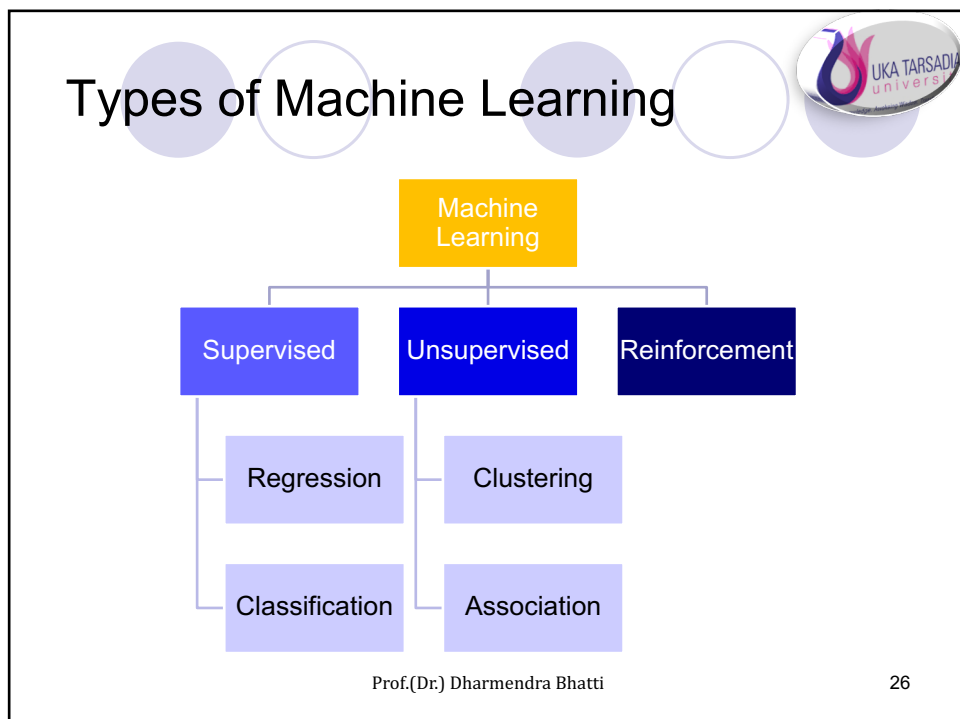 Types of Machine Learning
UKA TARSADIA
universi
Machine
Learning
Supervised
Unsupervised
Reinforcement
Regression
Clustering
Classification
Association
Prof.(Dr.) Dharmendra Bhatti
26